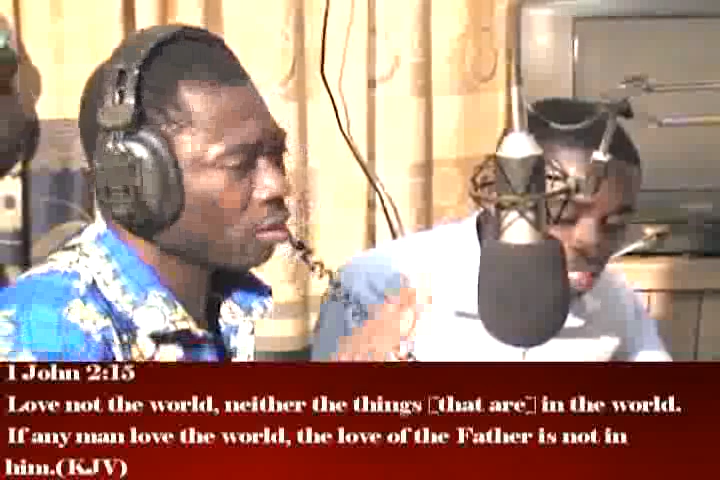 1 John 2:15
Love not the world, neither the things [that are] in the world.
If any man love the world, the love of the Father is not in
him.(KJV)